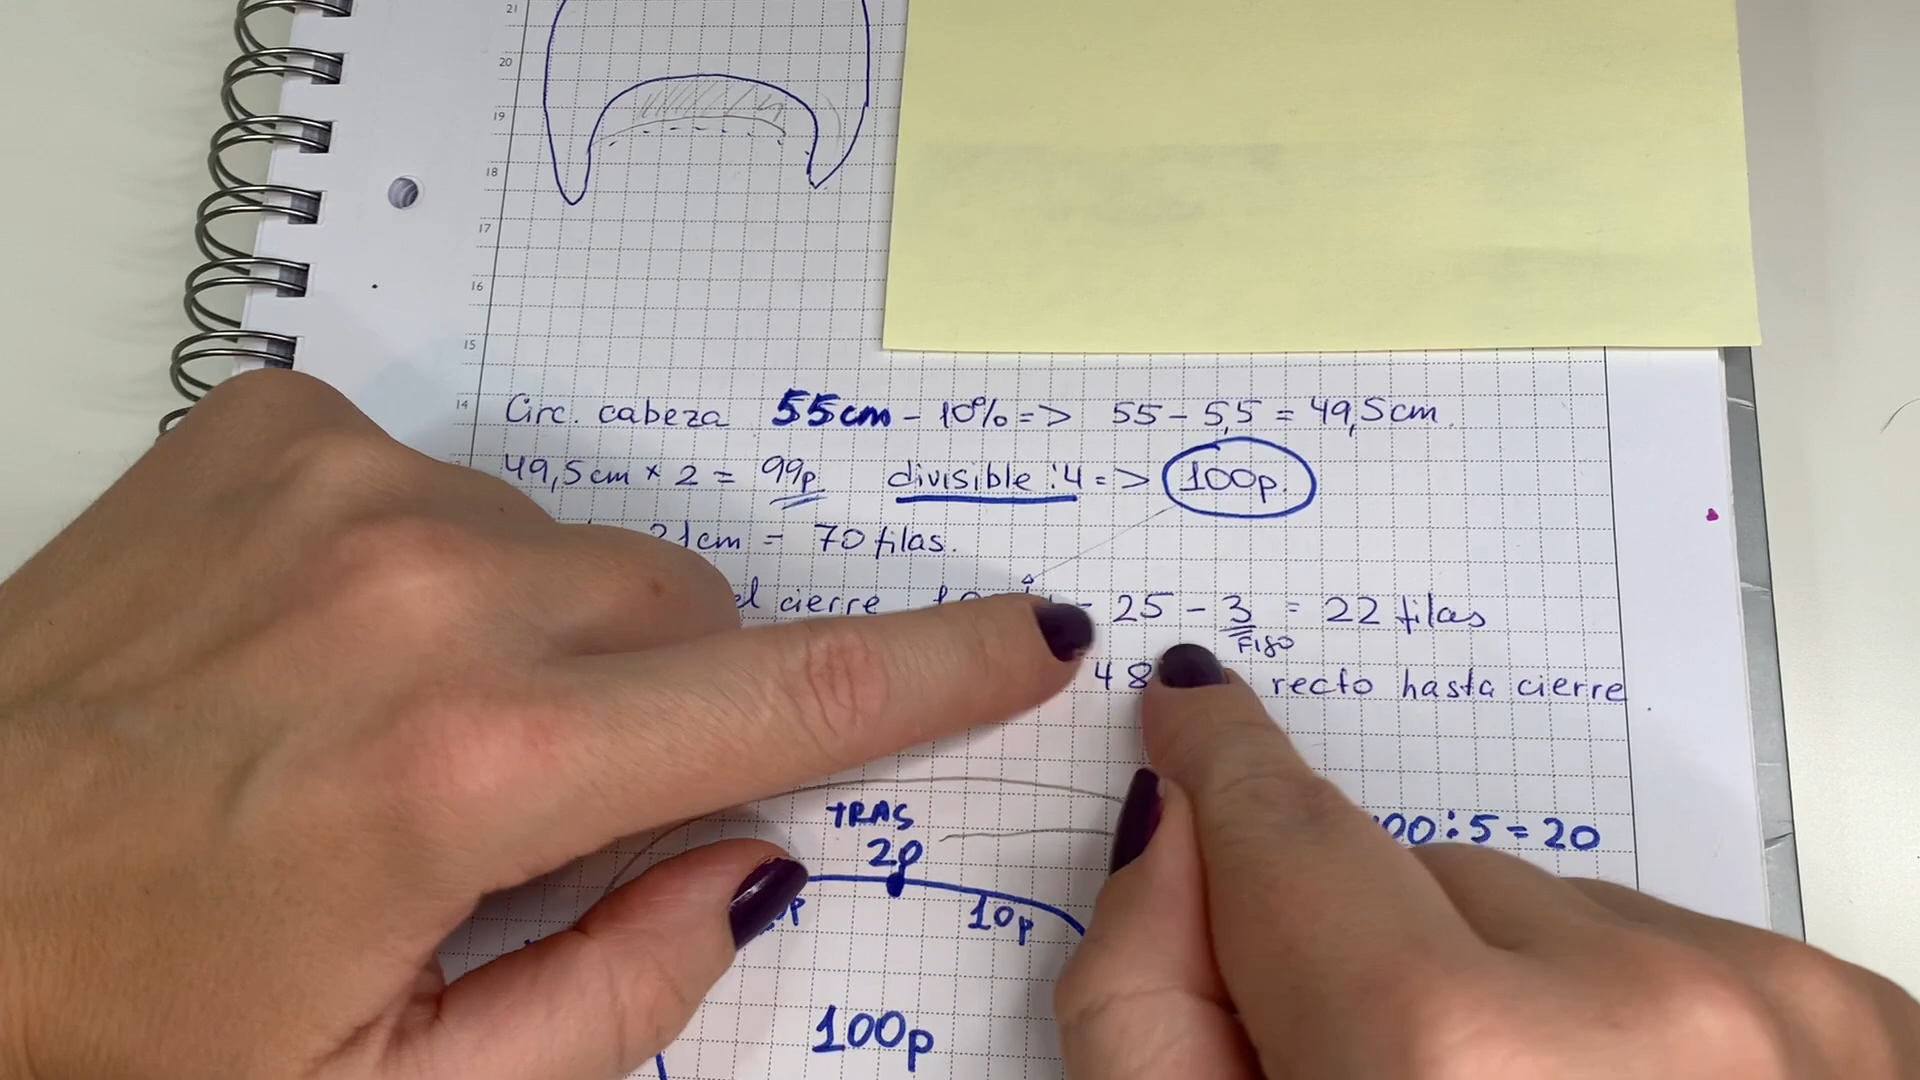 21
20
19
18
17
16
15
14
Circ. cabeza 55cm - 10% => 55 - 5,5 = 49,5cm.
49,5cm × 2 = 99p divisible :4 => 100p.
21cm = 70 filas.
el cierre - 25 - 3 = 22 filas
Fijo
48 recto hasta cierre
100:5=20
TRAS
2p
10p
100p